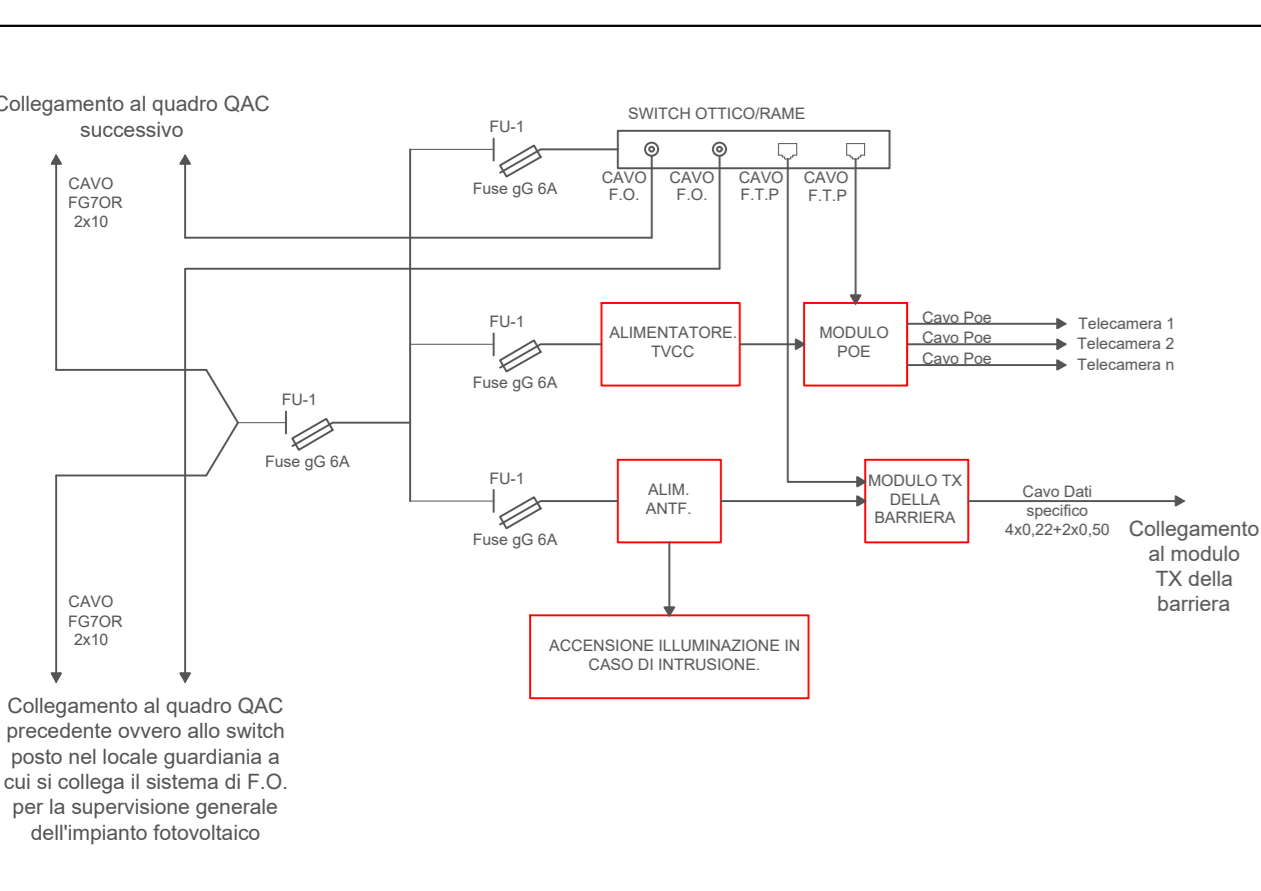 Collegamento al quadro QAC
successivo
CAVO
FG7OR
2x10
FU-1
Fuse gG 6A
SWITCH OTTICO/RAME
CAVO
F.O.
CAVO
F.O.
CAVO
F.T.P
CAVO
F.T.P
FU-1
Fuse gG 6A
ALIMENTATORE.
TVCC
MODULO
POE
Cavo Poe
Telecamera 1
Cavo Poe
Telecamera 2
Cavo Poe
Telecamera n
FU-1
Fuse gG 6A
FU-1
Fuse gG 6A
ALIM.
ANTF.
MODULO TX
DELLA
BARRIERA
Cavo Dati
specifico
4x0,22+2x0,50
Collegamento
al modulo
TX della
barriera
CAVO
FG7OR
2x10
ACCENSIONE ILLUMINAZIONE IN
CASO DI INTRUSIONE.
Collegamento al quadro QAC
precedente ovvero allo switch
posto nel locale guardiania a
cui si collega il sistema di F.O.
per la supervisione generale
dell'impianto fotovoltaico